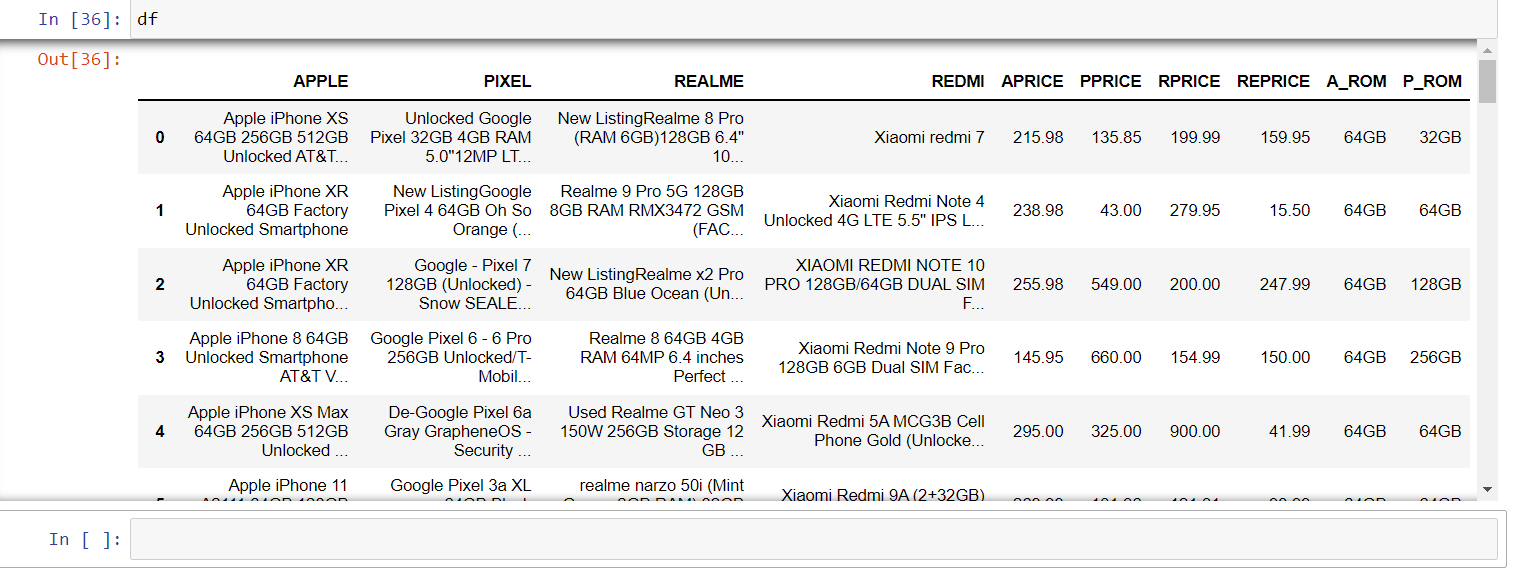 In [36]: df
Out[36]:
APPLE PIXEL REALME REDMI APRICE PPRICE RPRICE REPRICE A_ROM P_ROM
Apple iPhone XS Unlocked Google New ListingRealme 8 Pro
0 64GB 256GB 512GB Pixel 32GB 4GB RAM (RAM 6GB)128GB 6.4" Xiaomi redmi 7 215.98 135.85 199.99 159.95 64GB 32GB
Unlocked AT&T... 5.0"12MP LT... 10...
Apple iPhone XR New ListingGoogle Realme 9 Pro 5G 128GB Xiaomi Redmi Note 4
1 64GB Factory Pixel 4 64GB Oh So 8GB RAM RMX3472 GSM Unlocked 4G LTE 5.5" IPS L... 238.98 43.00 279.95 15.50 64GB 64GB
Unlocked Smartphone Orange (... (FAC...
Apple iPhone XR Google - Pixel 7 New ListingRealme x2 Pro XIAOMI REDMI NOTE 10
2 64GB Factory 128GB (Unlocked) - 64GB Blue Ocean (Un... PRO 128GB/64GB DUAL SIM 255.98 549.00 200.00 247.99 64GB 128GB
Unlocked Smartpho... Snow SEALE... F...
Apple iPhone 8 64GB Google Pixel 6 - 6 Pro Realme 8 64GB 4GB Xiaomi Redmi Note 9 Pro
3 Unlocked Smartphone 256GB Unlocked/T- RAM 64MP 6.4 inches 128GB 6GB Dual SIM Fac... 145.95 660.00 154.99 150.00 64GB 256GB
AT&T V... Mobil... Perfect ...
Apple iPhone XS Max De-Google Pixel 6a Used Realme GT Neo 3 Xiaomi Redmi 5A MCG3B Cell
4 64GB 256GB 512GB Gray GrapheneOS - 150W 256GB Storage 12 Phone Gold (Unlocke... 295.00 325.00 900.00 41.99 64GB 64GB
Unlocked ... Security ... GB ...
Apple iPhone 11 Google Pixel 3a XL realme narzo 50i (Mint Xiaomi Redmi 9A (2+32GB)
In [ ]: